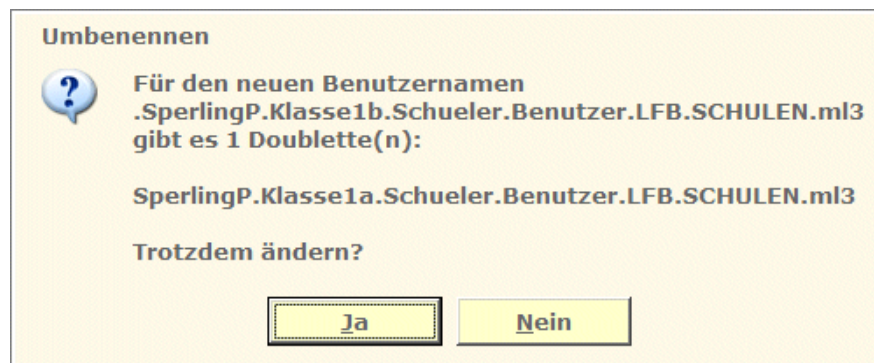 Umbenennen
Für den neuen Benutzernamen
.SperlingP.Klasse1b.Schueler.Benutzer.LFB.SCHULEN.ml3
gibt es 1 Doublette(n):
SperlingP.Klasse1a.Schueler.Benutzer.LFB.SCHULEN.ml3
Trotzdem ändern?
Ja
Nein